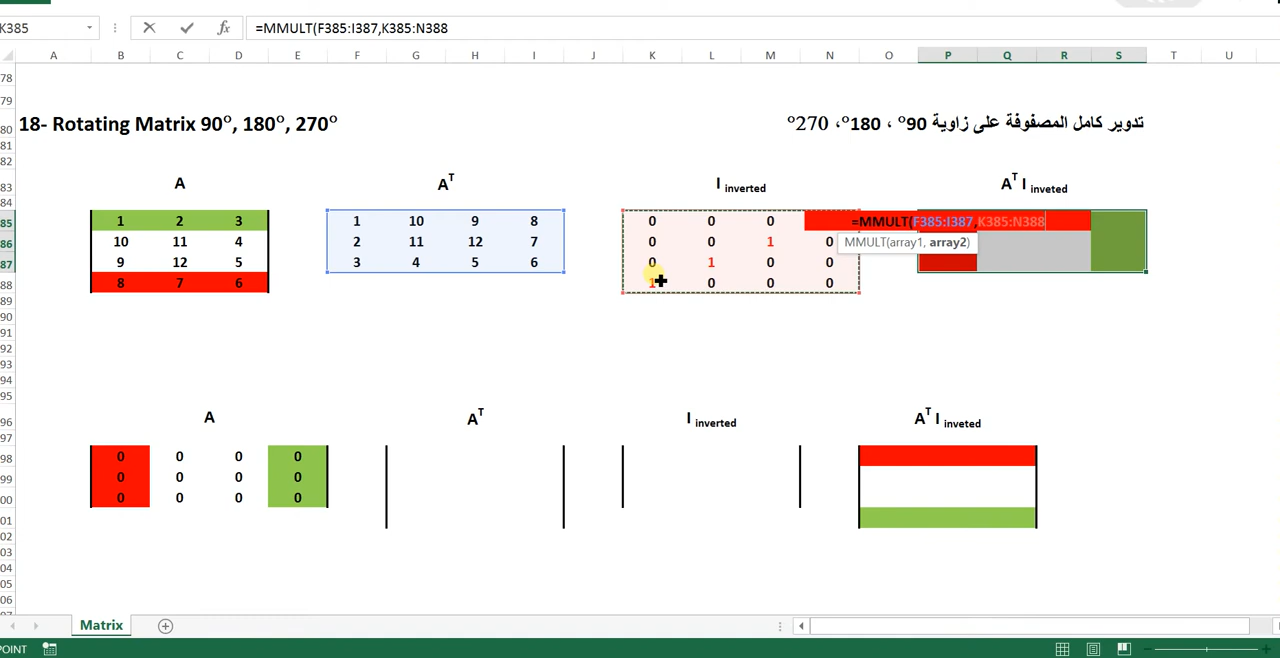 K385 =MMULT(F385:I387,K385:N388
A B C D E F G H I J K L M N O P Q R S T U
78
79
80 18- Rotating Matrix 90°, 180°, 270° تدوير كامل المصفوفة على زاوية 90° ، 180°، 270°
81
82
83 A A^T I inverted A^T I inveted
84
85 1 2 3 1 10 9 8 0 0 0 =MMULT(F385:I387,K385:N388
86 10 11 4 2 11 12 7 0 0 1 0 MMULT(array1, array2)
87 9 12 5 3 4 5 6 0 1 0 0
88 8 7 6 1 0 0 0
89
90
91
92
93
94
95
96 A A^T I inverted A^T I inveted
97
98 0 0 0 0
99 0 0 0 0
00 0 0 0 0
01
02
03
04
05
06
Matrix
POINT